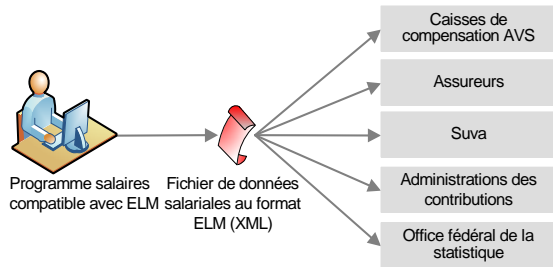 Caisses de
compensation AVS
Assureurs
Suva
Administrations des
contributions
Office fédéral de la
statistique
Programme salaires
compatible avec ELM
Fichier de données
salariales au format
ELM (XML)